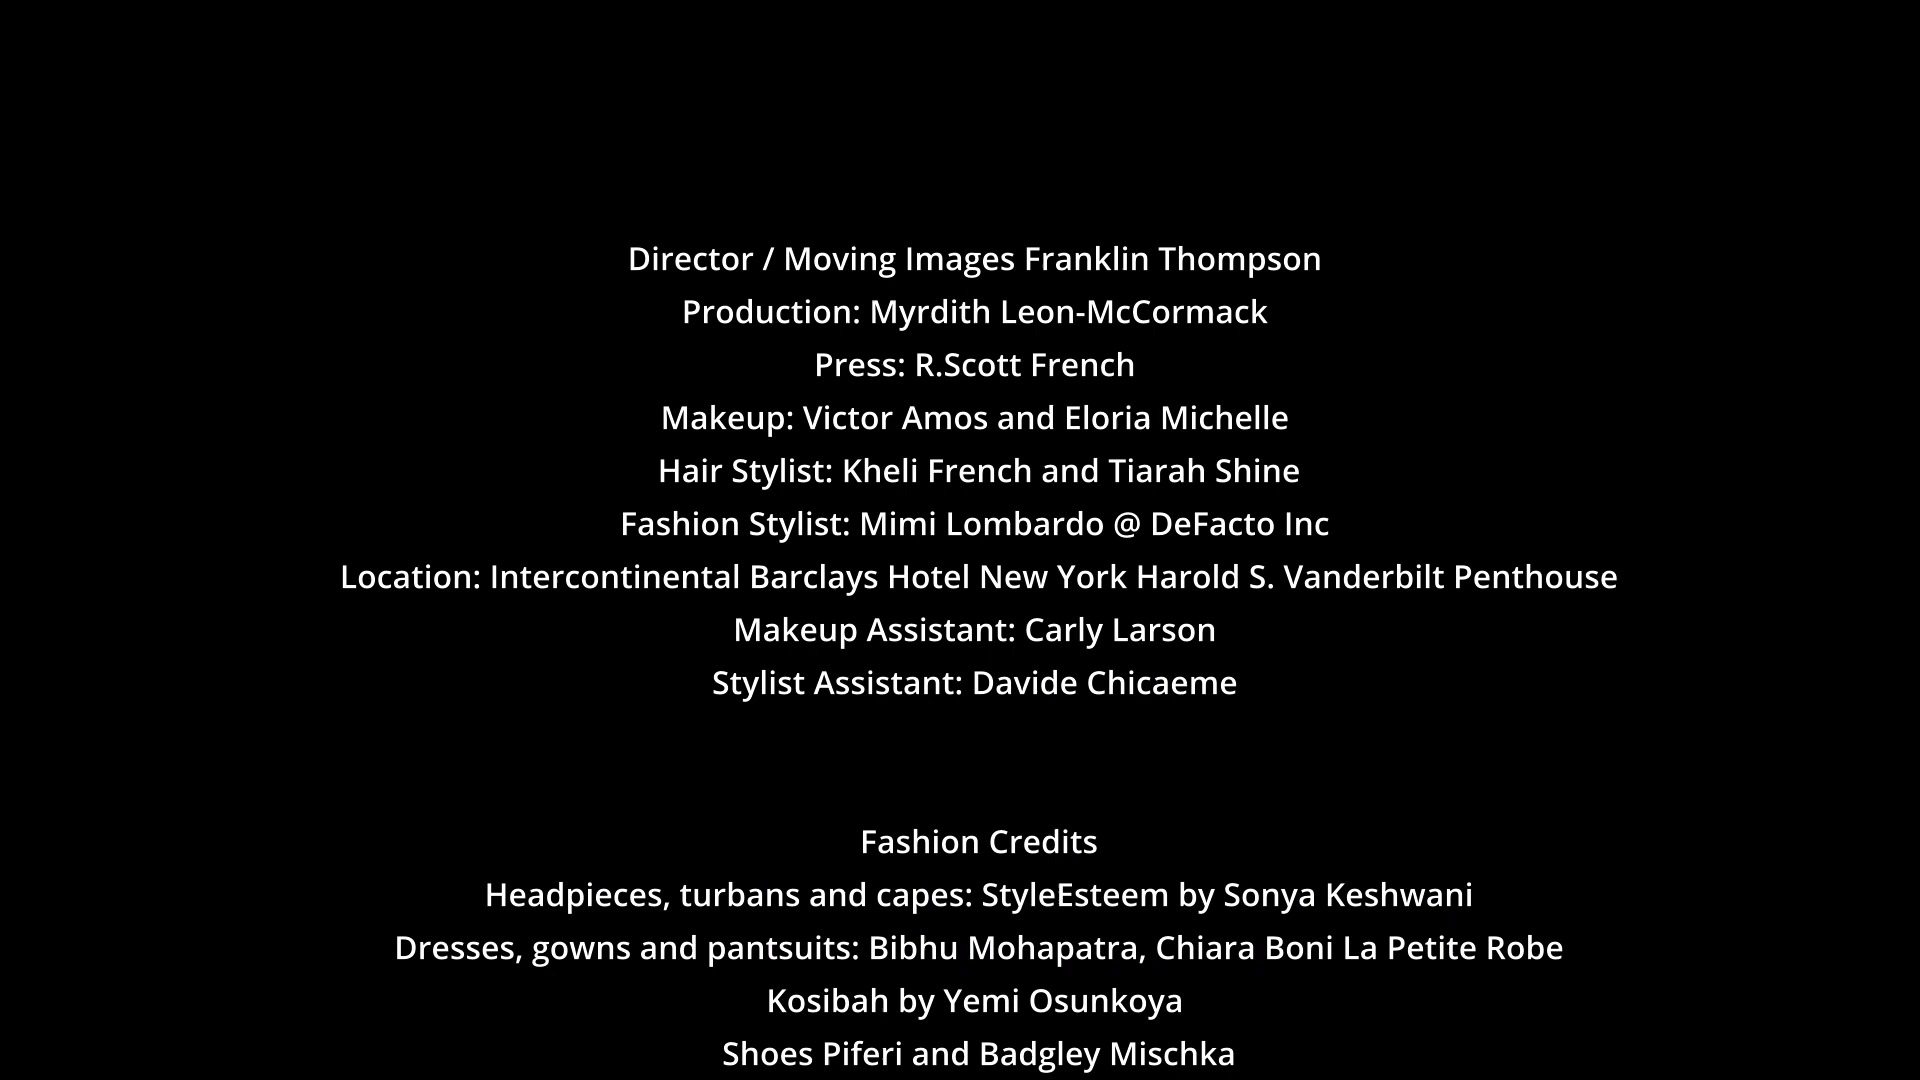 Director / Moving Images Franklin Thompson
Production: Myrdith Leon-McCormack
Press: R.Scott French
Makeup: Victor Amos and Eloria Michelle
Hair Stylist: Kheli French and Tiarah Shine
Fashion Stylist: Mimi Lombardo @ DeFacto Inc
Location: Intercontinental Barclays Hotel New York Harold S. Vanderbilt Penthouse
Makeup Assistant: Carly Larson
Stylist Assistant: Davide Chicaeme
Fashion Credits
Headpieces, turbans and capes: StyleEsteem by Sonya Keshwani
Dresses, gowns and pantsuits: Bibhu Mohapatra, Chiara Boni La Petite Robe
Kosibah by Yemi Osunkoya
Shoes Piferi and Badgley Mischka